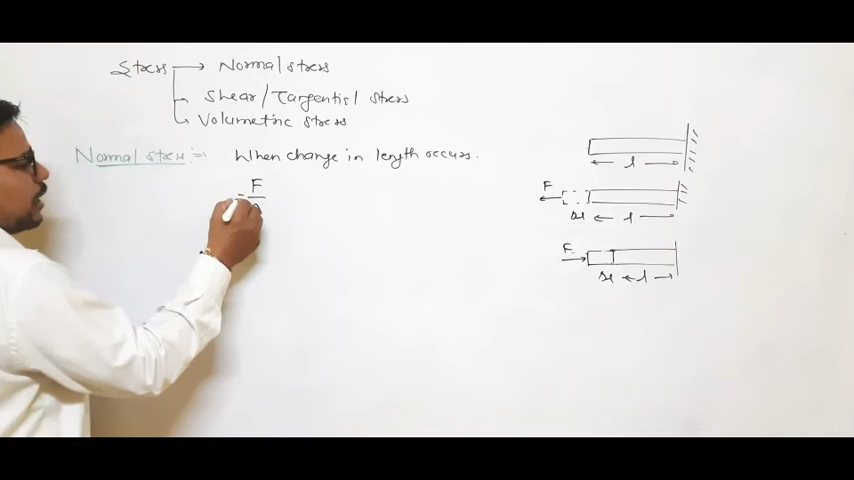 Stress → Normal stress
Shear/Tangential stress
Volumetric stress
Normal stress :⇒ When change in length occurs.
= F
l
F
Δl ← l →
F
Δl ← l →